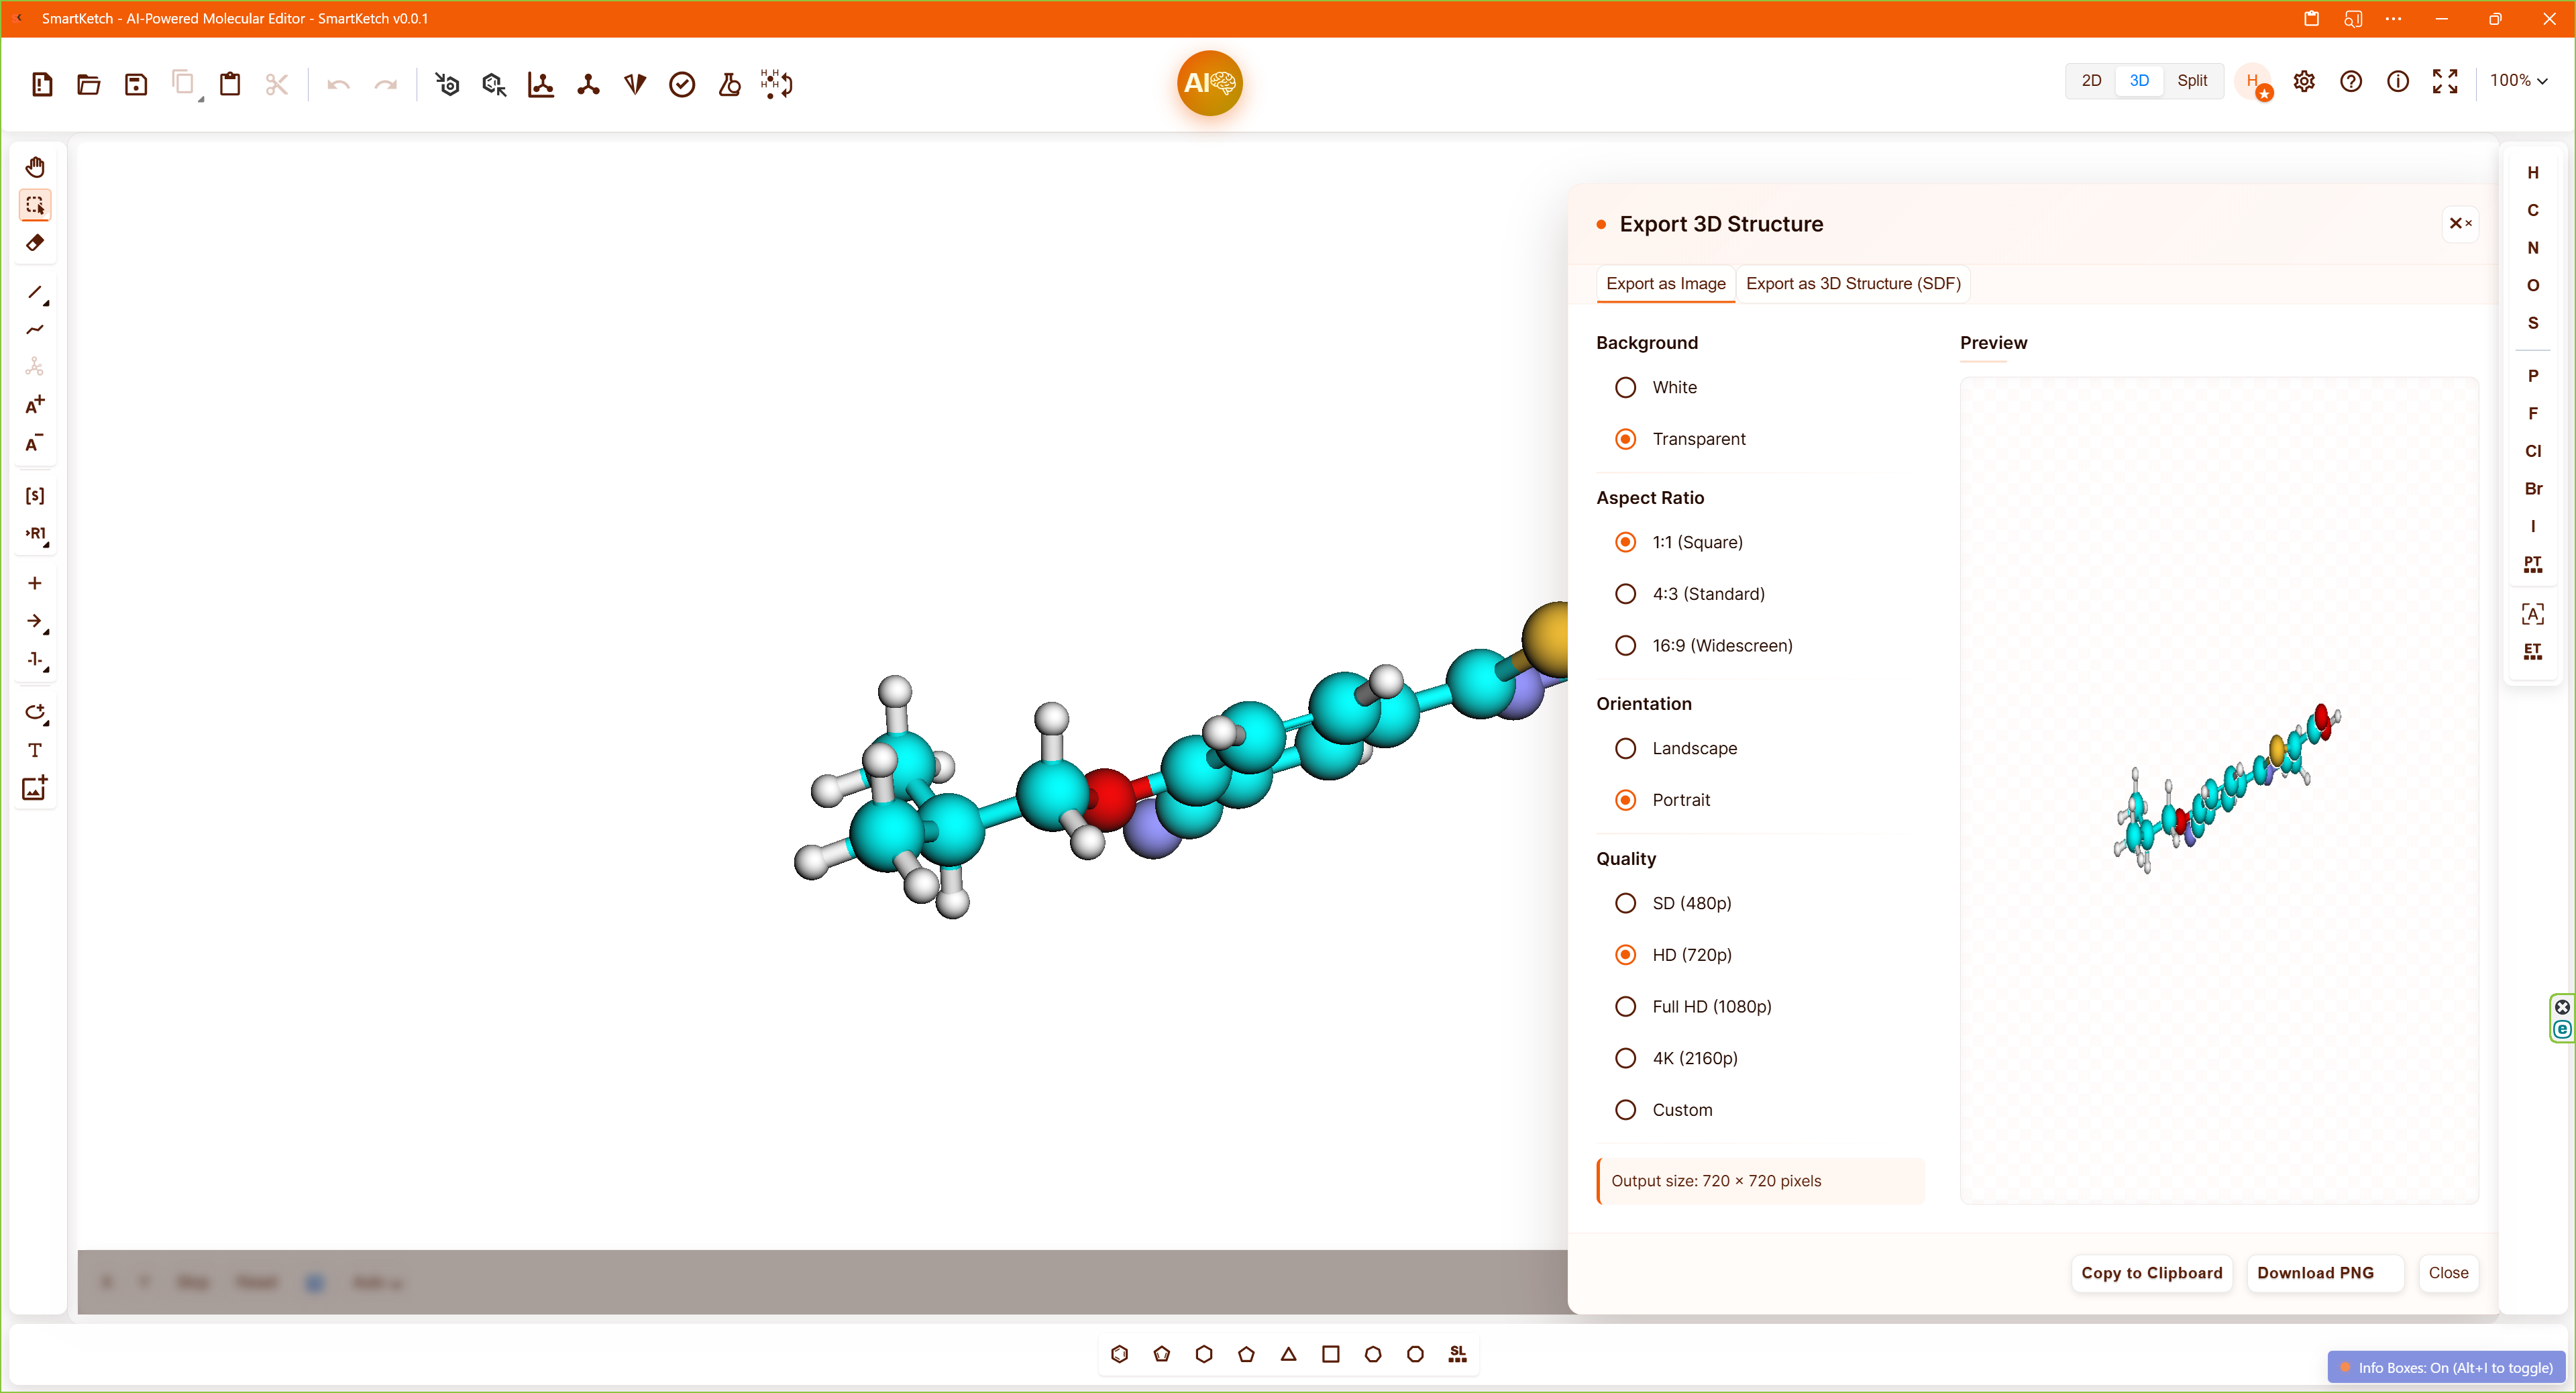 SmartKetch - AI-Powered Molecular Editor - SmartKetch v0.0.1
AI
2D 3D Split H 100%
A+
A-
[s]
R1
T
Export 3D Structure
Export as Image Export as 3D Structure (SDF)
Background
White
Transparent
Aspect Ratio
1:1 (Square)
4:3 (Standard)
16:9 (Widescreen)
Orientation
Landscape
Portrait
Quality
SD (480p)
HD (720p)
Full HD (1080p)
4K (2160p)
Custom
Output size: 720 × 720 pixels
Preview
Copy to Clipboard Download PNG Close
H
C
N
O
S
P
F
Cl
Br
I
PT
[A]
ET
SL
Info Boxes: On (Alt+I to toggle)